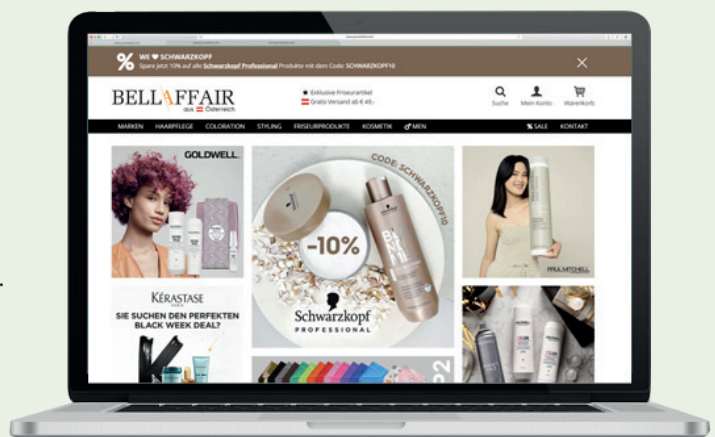 WE ♥ SCHWARZKOPF
Spare jetzt 10% auf alle Schwarzkopf Professional Produkte mit dem Code: SCHWARZKOPF10
BELLAFFAIR
aus Österreich
Exklusive Friseurartikel
Gratis Versand ab € 49,-
Suche
Mein Konto
Warenkorb
MARKEN HAARPFLEGE COLORATION STYLING FRISEURPRODUKTE KOSMETIK MEN % SALE KONTAKT
GOLDWELL
CODE: SCHWARZKOPF10
-10%
Schwarzkopf
PROFESSIONAL
PAUL MITCHELL
KÉRASTASE
PARIS
SIE SUCHEN DEN PERFEKTEN
BLACK WEEK DEAL?